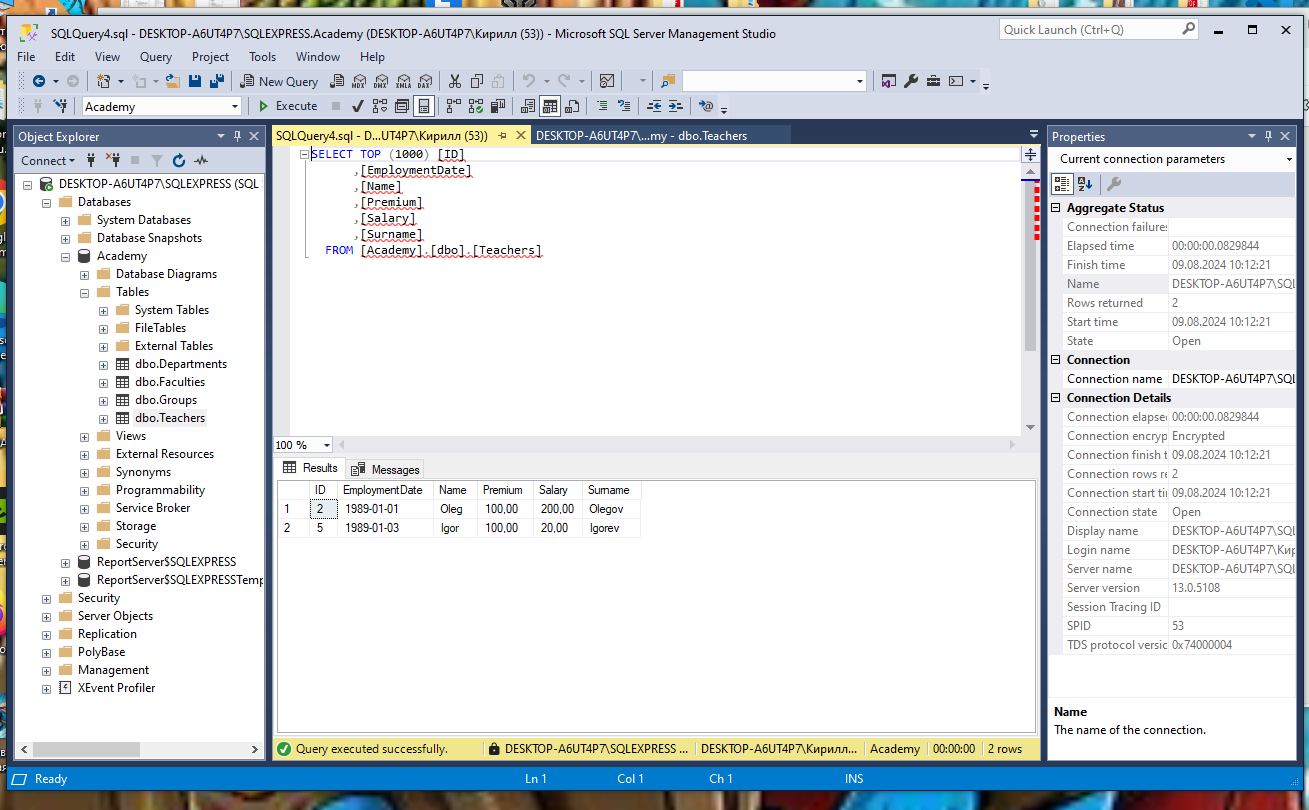 SQLQuery4.sql - DESKTOP-A6UT4P7\SQLEXPRESS.Academy (DESKTOP-A6UT4P7\Кирилл (53)) - Microsoft SQL Server Management Studio
Quick Launch (Ctrl+Q)
File Edit View Query Project Tools Window Help
New Query MDX DMX XMLA DAX
Academy Execute
Object Explorer
Connect
DESKTOP-A6UT4P7\SQLEXPRESS (SQL
Databases
System Databases
Database Snapshots
Academy
Database Diagrams
Tables
System Tables
FileTables
External Tables
dbo.Departments
dbo.Faculties
dbo.Groups
dbo.Teachers
Views
External Resources
Synonyms
Programmability
Service Broker
Storage
Security
ReportServer$SQLEXPRESS
ReportServer$SQLEXPRESSTemp
Security
Server Objects
Replication
PolyBase
Management
XEvent Profiler
SQLQuery4.sql - D...UT4P7\Кирилл (53)) DESKTOP-A6UT4P7\...my - dbo.Teachers
SELECT TOP (1000) [ID]
,[EmploymentDate]
,[Name]
,[Premium]
,[Salary]
,[Surname]
FROM [Academy].[dbo].[Teachers]
100 %
Results Messages
ID EmploymentDate Name Premium Salary Surname
1 2 1989-01-01 Oleg 100,00 200,00 Olegov
2 5 1989-01-03 Igor 100,00 20,00 Igorev
Query executed successfully. DESKTOP-A6UT4P7\SQLEXPRESS ... DESKTOP-A6UT4P7\Кирилл... Academy 00:00:00 2 rows
Properties
Current connection parameters
Aggregate Status
Connection failures
Elapsed time 00:00:00.0829844
Finish time 09.08.2024 10:12:21
Name DESKTOP-A6UT4P7\SQL
Rows returned 2
Start time 09.08.2024 10:12:21
State Open
Connection
Connection name DESKTOP-A6UT4P7\SQL
Connection Details
Connection elapse 00:00:00.0829844
Connection encryp Encrypted
Connection finish t 09.08.2024 10:12:21
Connection rows re 2
Connection start ti 09.08.2024 10:12:21
Connection state Open
Display name DESKTOP-A6UT4P7\SQL
Login name DESKTOP-A6UT4P7\Кир
Server name DESKTOP-A6UT4P7\SQL
Server version 13.0.5108
Session Tracing ID
SPID 53
TDS protocol versic 0x74000004
Name
The name of the connection.
Ready Ln 1 Col 1 Ch 1 INS